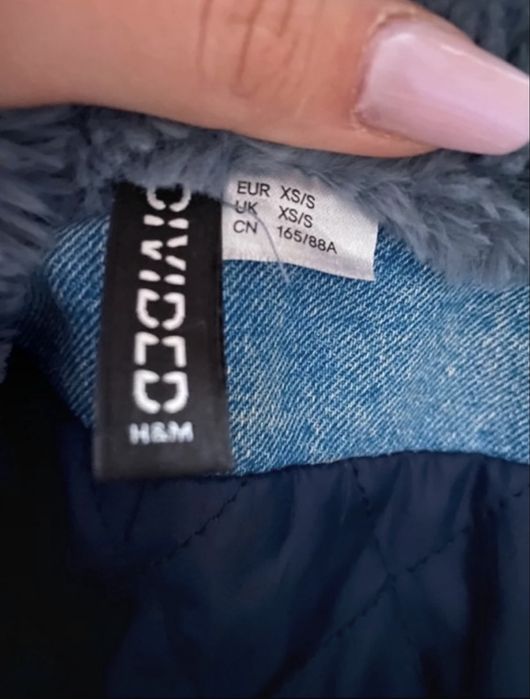 DIVIDED
H&M
EUR XS/S
UK XS/S
CN 165/88A